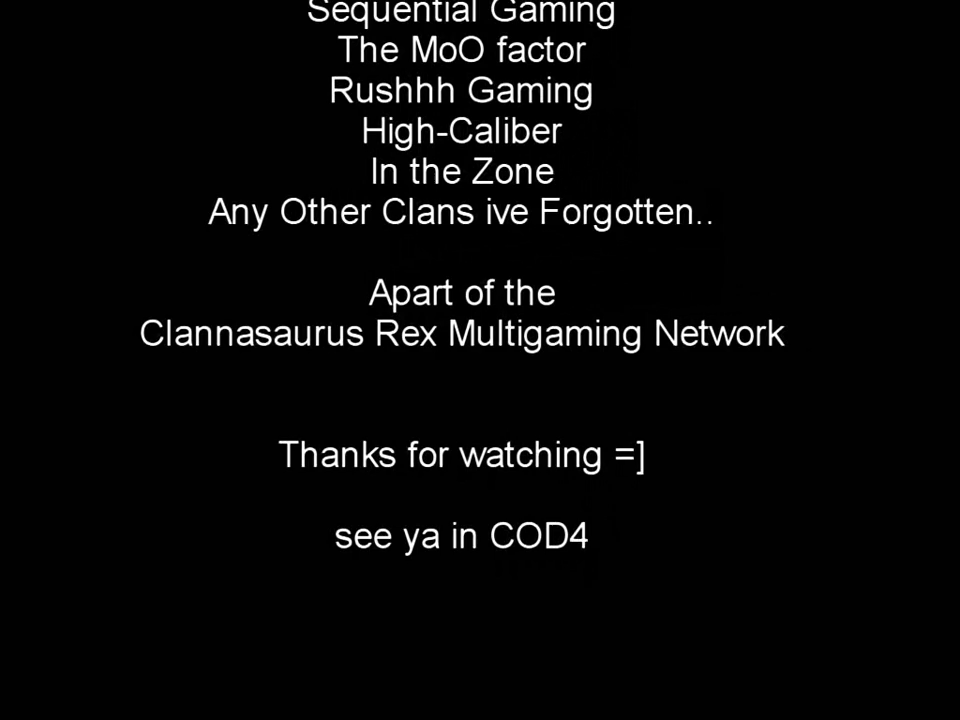 Sequential Gaming
The MoO factor
Rushhh Gaming
High-Caliber
In the Zone
Any Other Clans ive Forgotten..
Apart of the
Clannasaurus Rex Multigaming Network
Thanks for watching =]
see ya in COD4